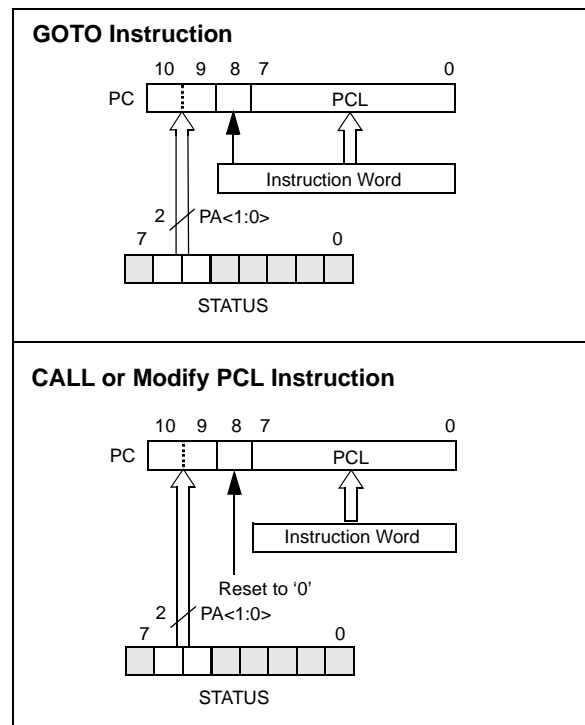 GOTO Instruction
10 9 8 7 0
PC PCL
Instruction Word
2 PA<1:0>
7 0
STATUS
CALL or Modify PCL Instruction
10 9 8 7 0
PC PCL
Instruction Word
Reset to ‘0’
2 PA<1:0>
7 0
STATUS